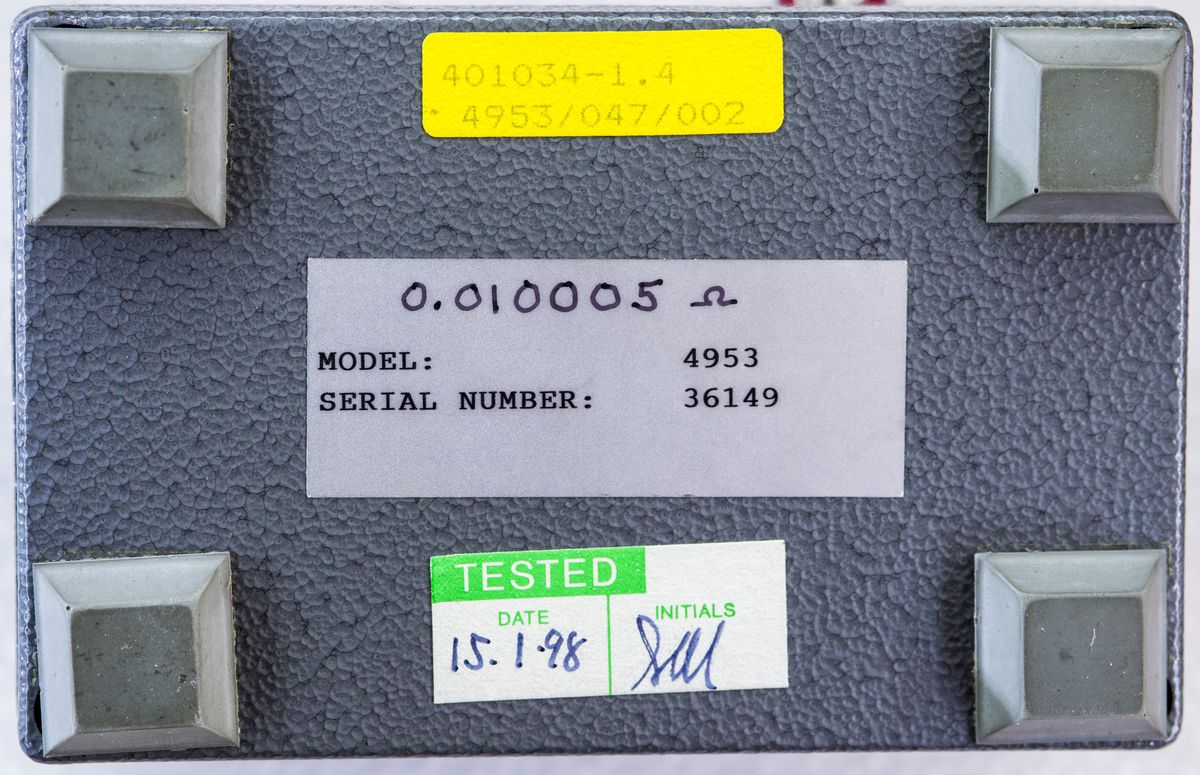 401034-1.4
4953/047/002
0.010005 Ω
MODEL: 4953
SERIAL NUMBER: 36149
TESTED
DATE
INITIALS
15.1.98